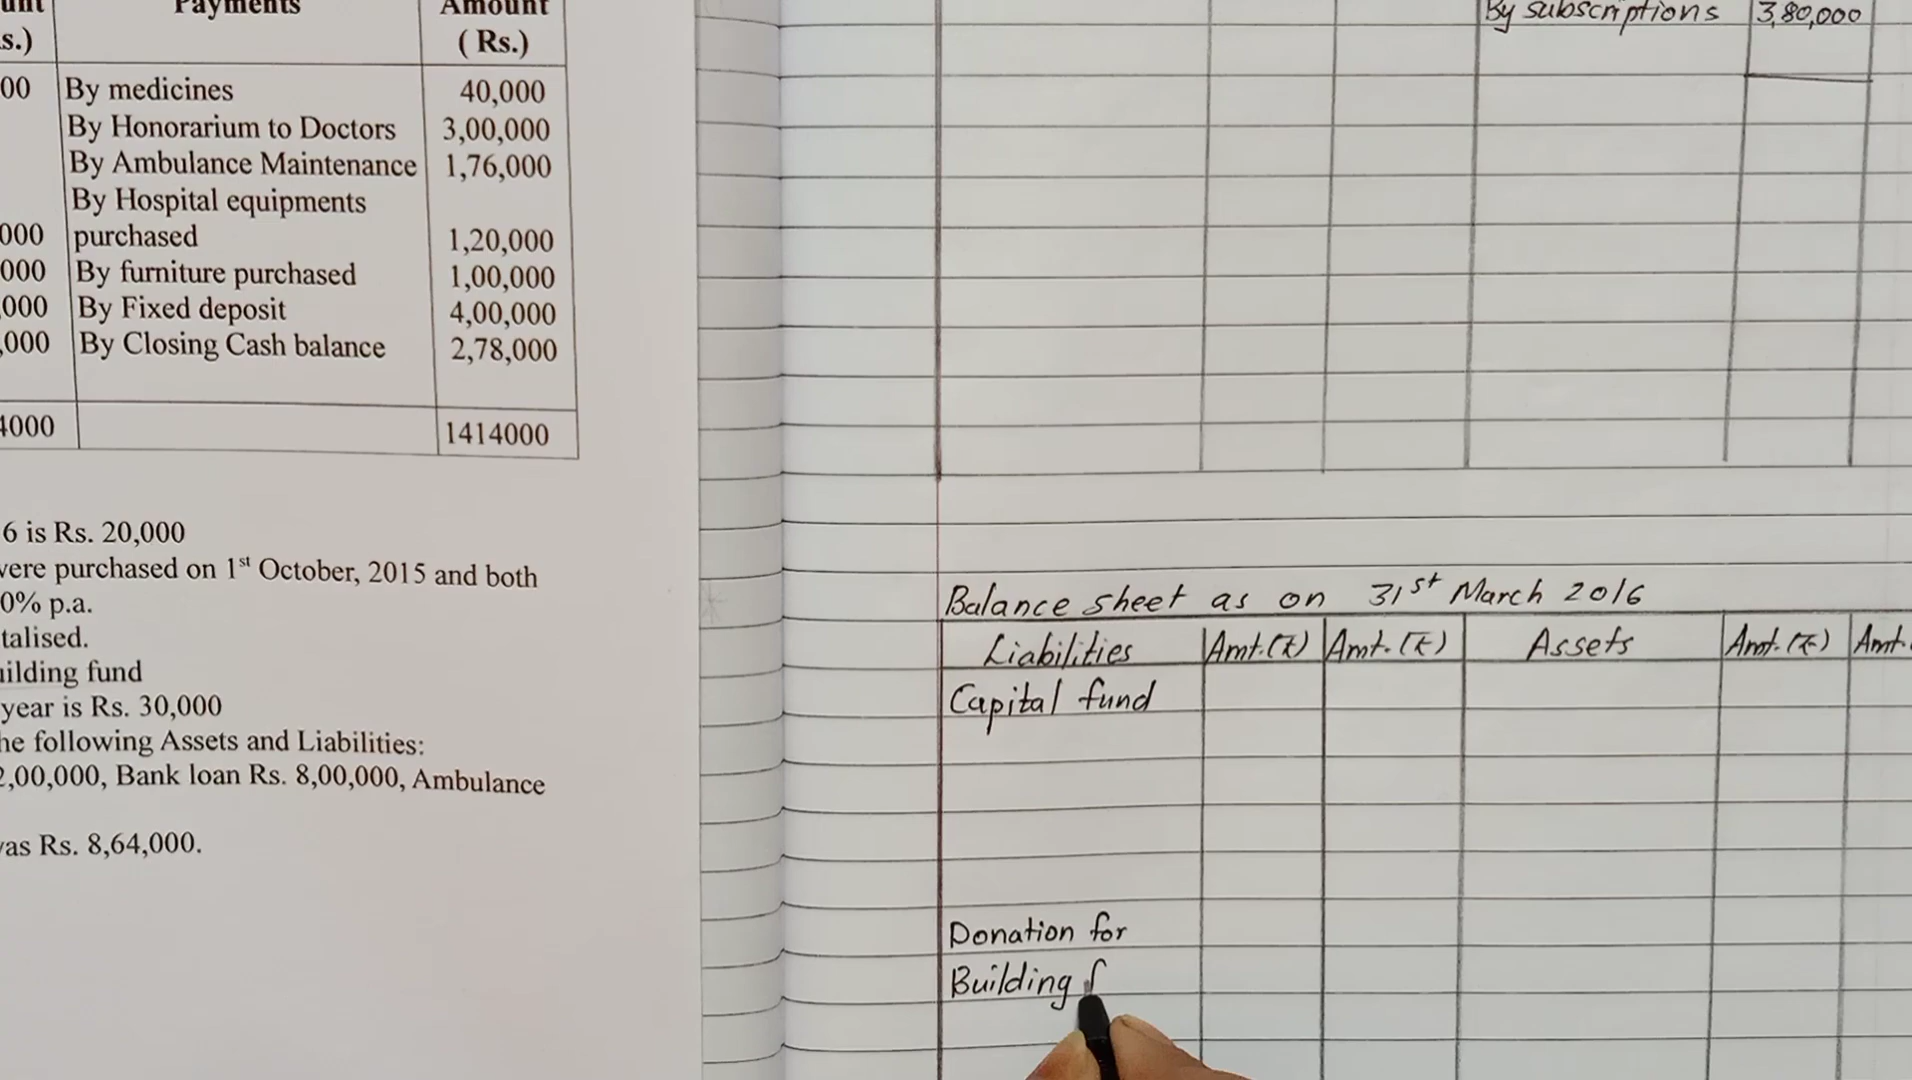 Payments Amount
s.) ( Rs.)
00 By medicines 40,000
By Honorarium to Doctors 3,00,000
By Ambulance Maintenance 1,76,000
By Hospital equipments
000 purchased 1,20,000
000 By furniture purchased 1,00,000
,000 By Fixed deposit 4,00,000
,000 By Closing Cash balance 2,78,000
4000 1414000
6 is Rs. 20,000
were purchased on 1st October, 2015 and both
0% p.a.
talised.
uilding fund
year is Rs. 30,000
he following Assets and Liabilities:
2,00,000, Bank loan Rs. 8,00,000, Ambulance
was Rs. 8,64,000.
By subscriptions 3,80,000
Balance sheet as on 31st March 2016
Liabilities Amt.(₹) Amt.(₹) Assets Amt.(₹) Amt.
Capital fund
Donation for
Building f